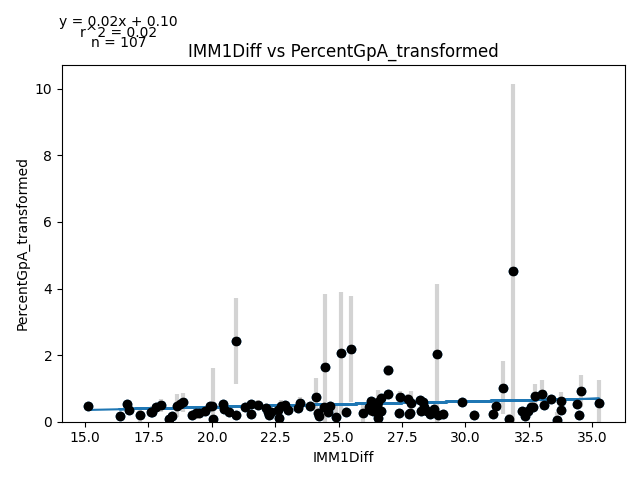 y = 0.02x + 0.10
r^2 = 0.02
n = 107
IMM1Diff vs PercentGpA_transformed
PercentGpA_transformed
10
8
6
4
2
0
15.0 17.5 20.0 22.5 25.0 27.5 30.0 32.5 35.0
IMM1Diff